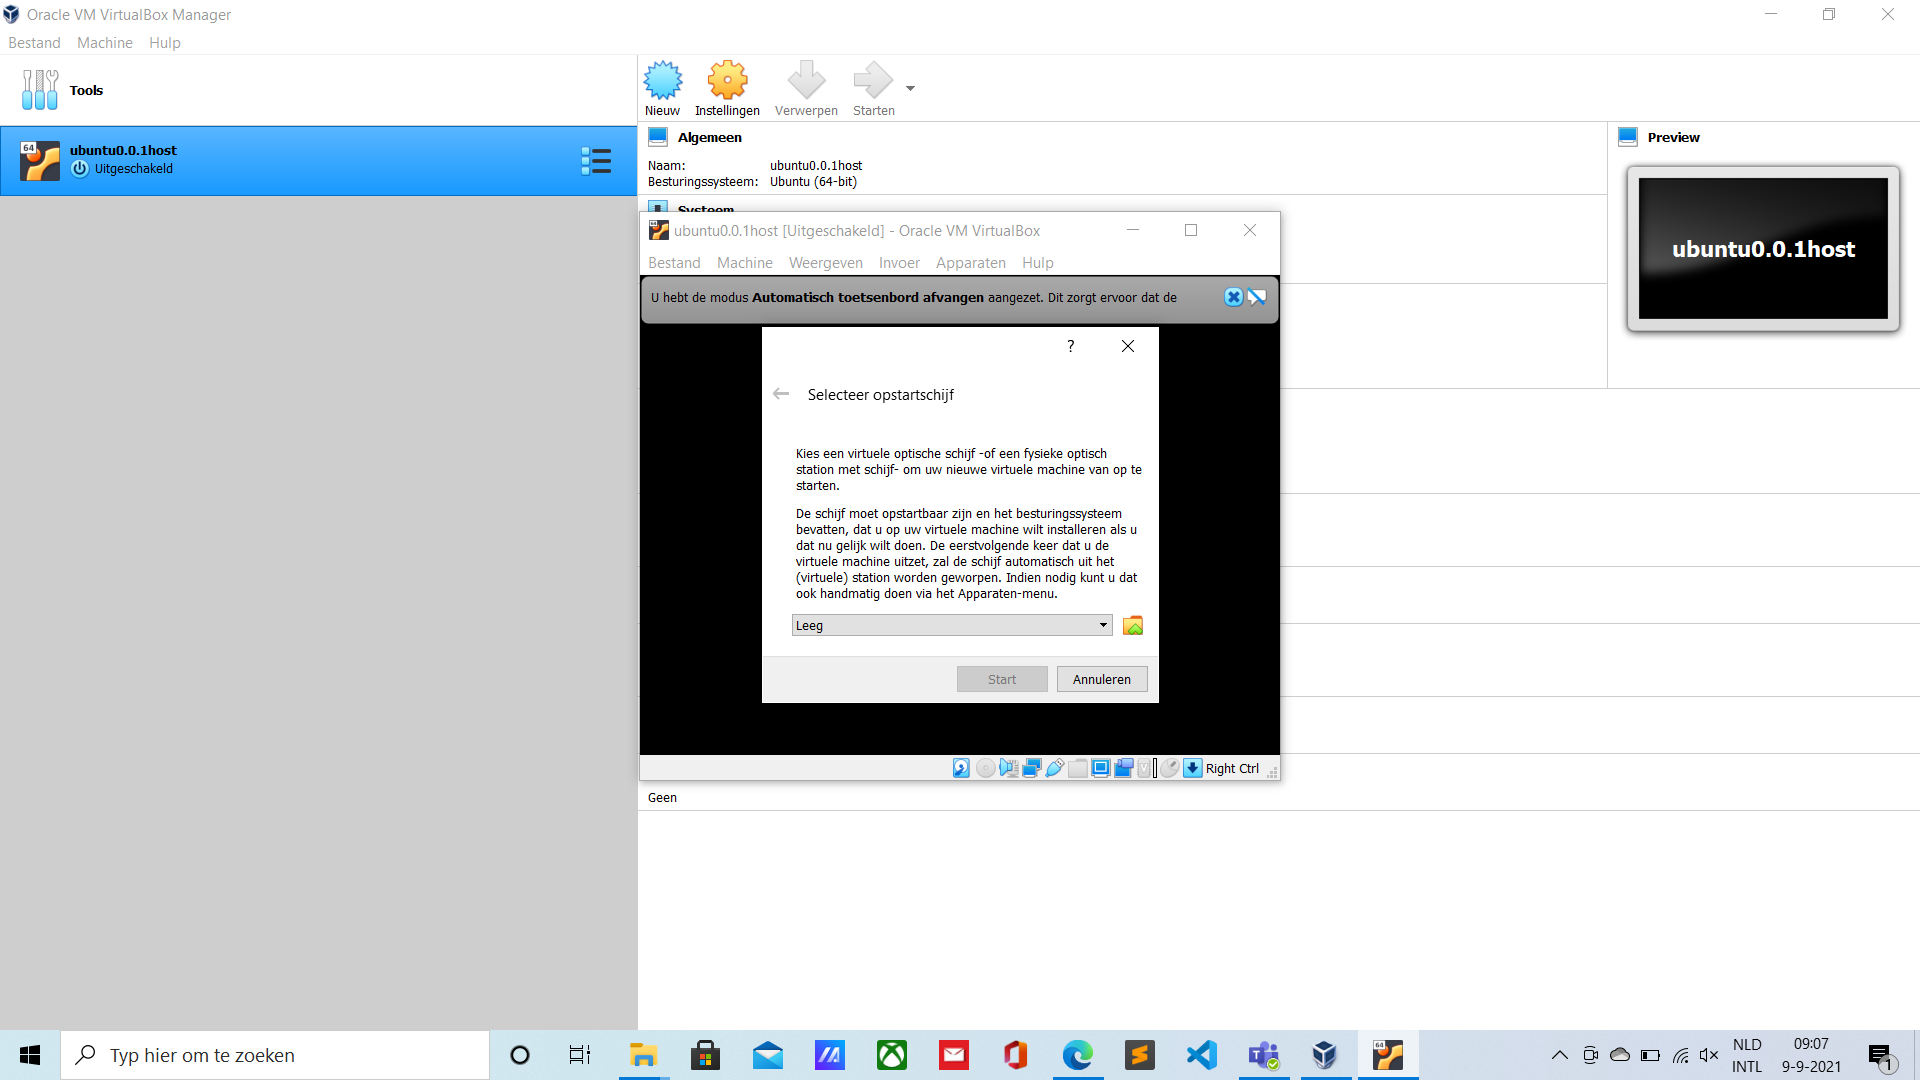 Oracle VM VirtualBox Manager
Bestand Machine Hulp
Tools
Nieuw Instellingen Verwerpen Starten
64
ubuntu0.0.1host
Uitgeschakeld
Algemeen
Naam: ubuntu0.0.1host
Besturingssysteem: Ubuntu (64-bit)
Systeem
Preview
ubuntu0.0.1host
ubuntu0.0.1host [Uitgeschakeld] - Oracle VM VirtualBox
Bestand Machine Weergeven Invoer Apparaten Hulp
U hebt de modus Automatisch toetsenbord afvangen aangezet. Dit zorgt ervoor dat de
?
Selecteer opstartschijf
Kies een virtuele optische schijf -of een fysieke optisch
station met schijf- om uw nieuwe virtuele machine van op te
starten.
De schijf moet opstartbaar zijn en het besturingssysteem
bevatten, dat u op uw virtuele machine wilt installeren als u
dat nu gelijk wilt doen. De eerstvolgende keer dat u de
virtuele machine uitzet, zal de schijf automatisch uit het
(virtuele) station worden geworpen. Indien nodig kunt u dat
ook handmatig doen via het Apparaten-menu.
Leeg
Start Annuleren
Right Ctrl
Geen
Typ hier om te zoeken
64
NLD
INTL
09:07
9-9-2021
1